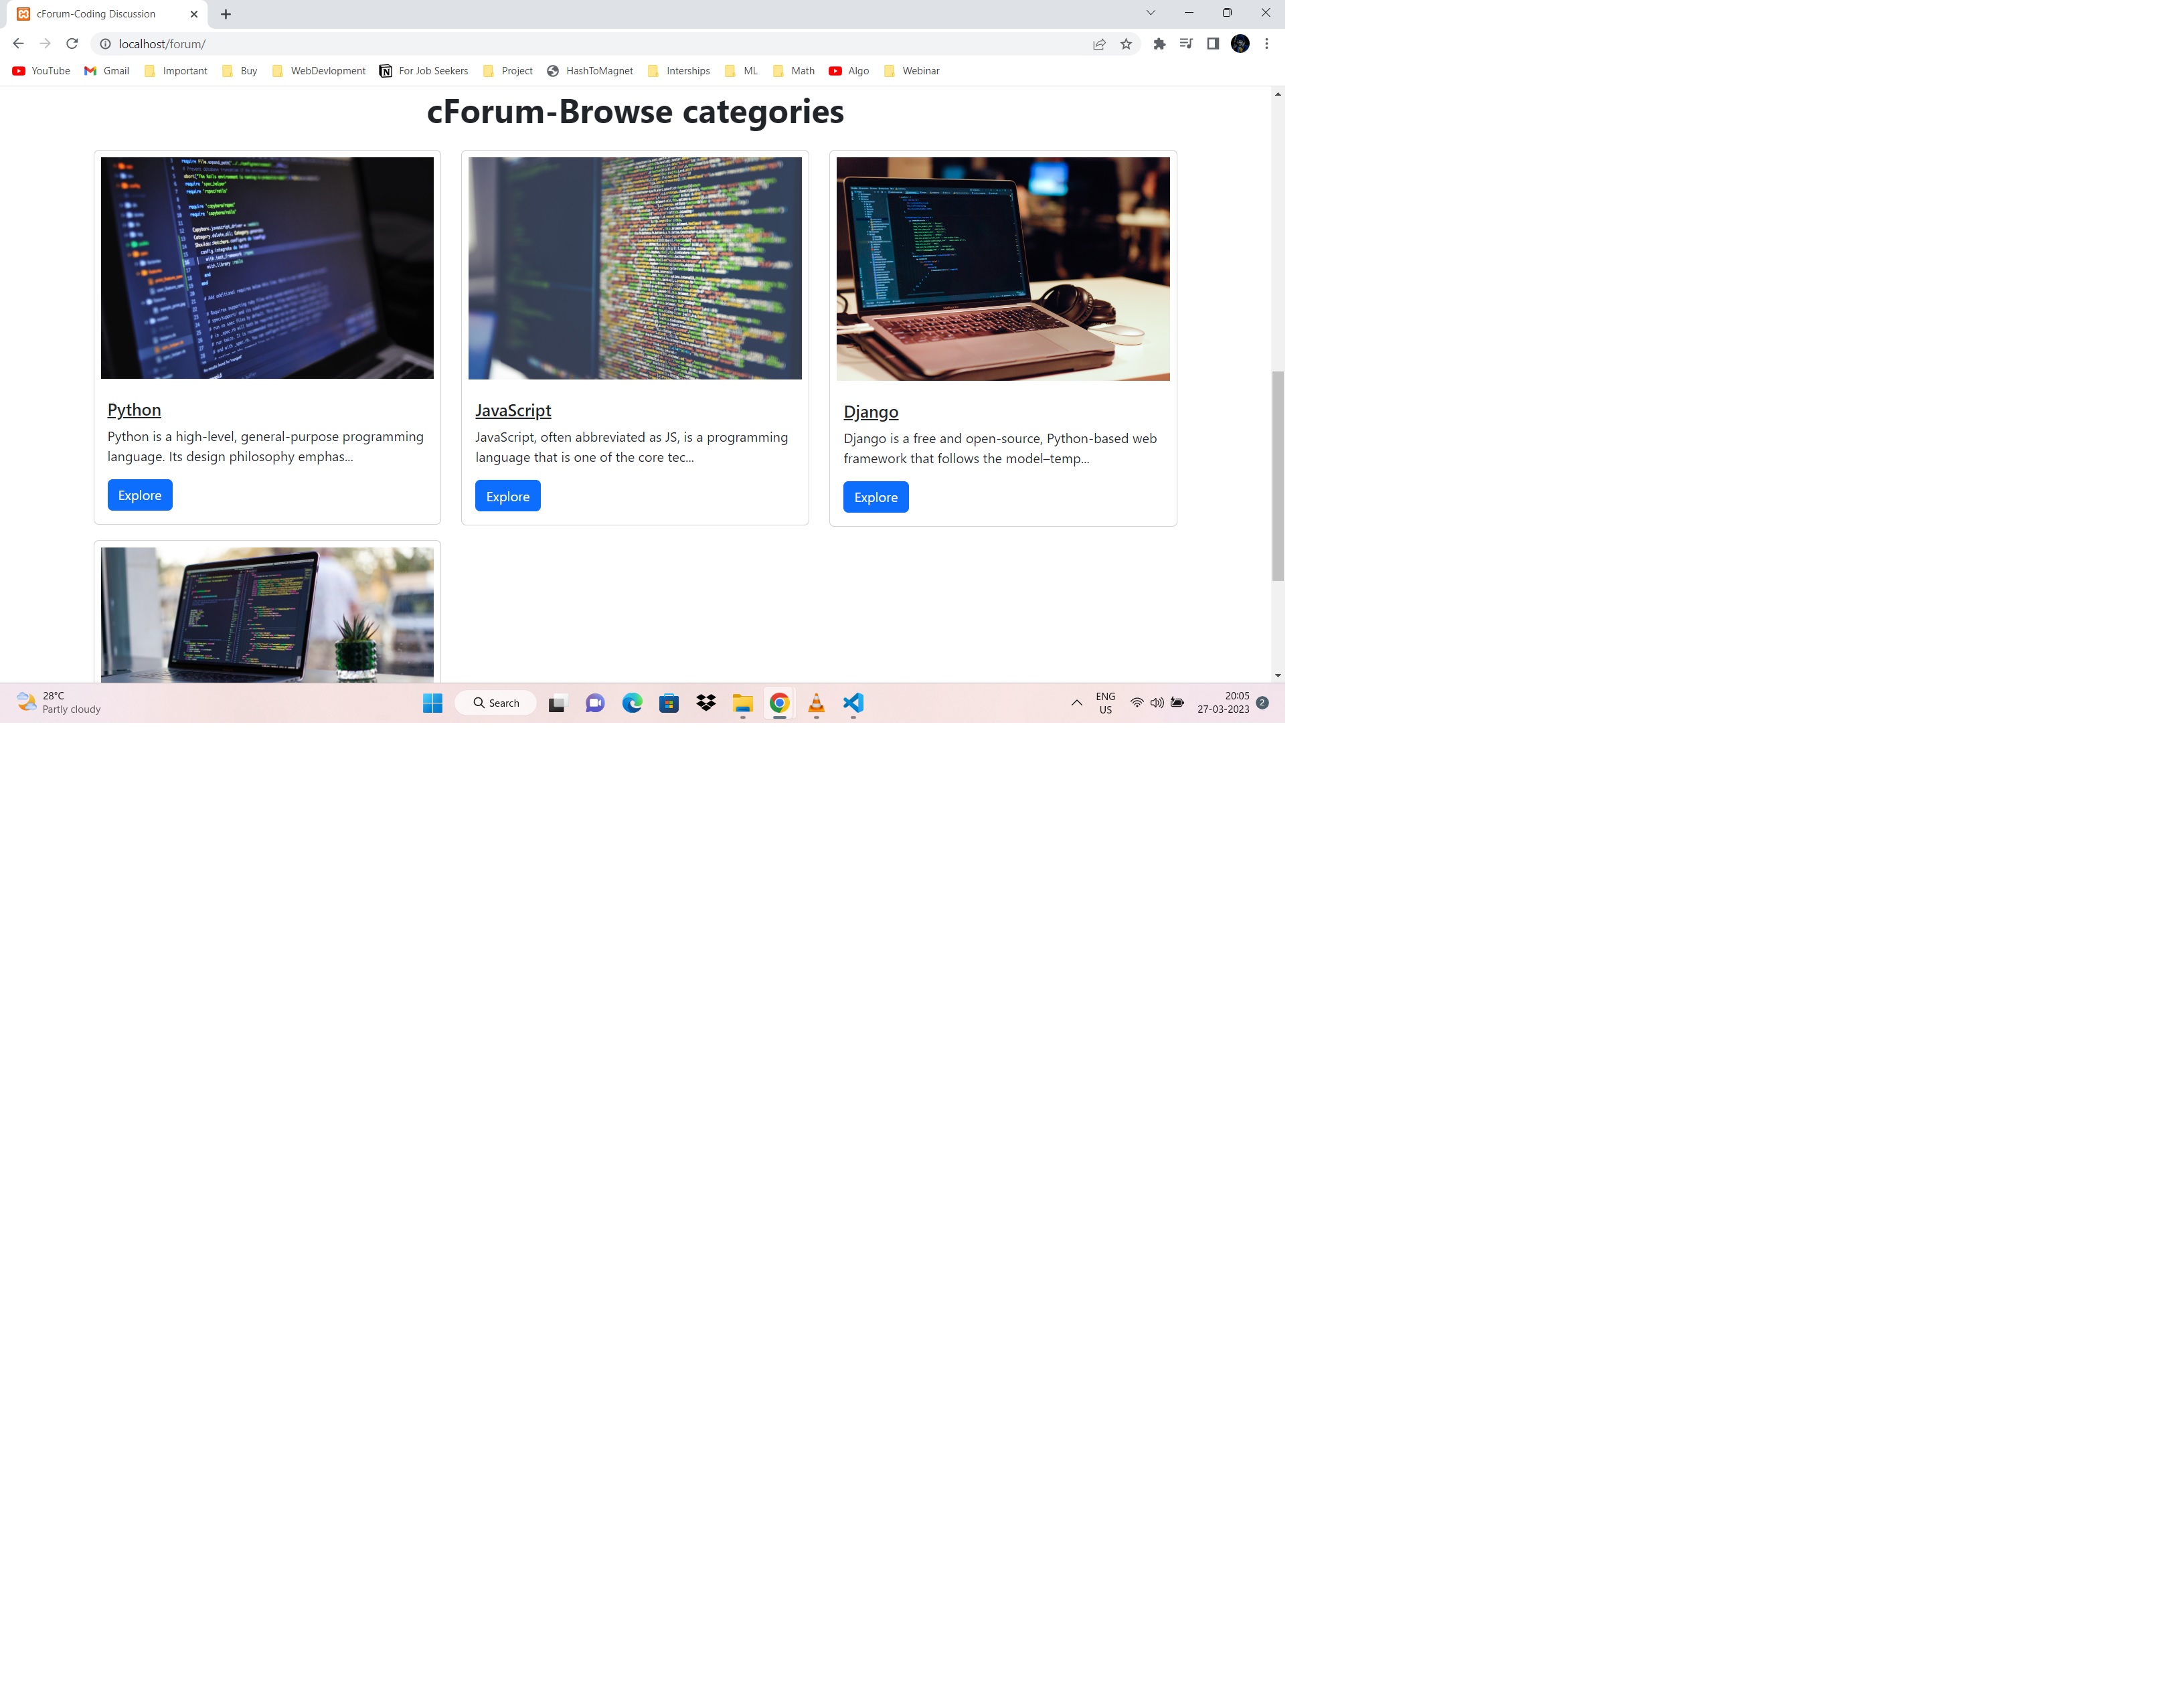 cForum-Coding Discussion
localhost/forum/
YouTube Gmail Important Buy WebDevlopment For Job Seekers Project HashToMagnet Interships ML Math Algo Webinar
cForum-Browse categories
Python
Python is a high-level, general-purpose programming
language. Its design philosophy emphas...
Explore
JavaScript
JavaScript, often abbreviated as JS, is a programming
language that is one of the core tec...
Explore
Django
Django is a free and open-source, Python-based web
framework that follows the model–temp...
Explore
28°C
Partly cloudy
Search
ENG
US
20:05
27-03-2023
2